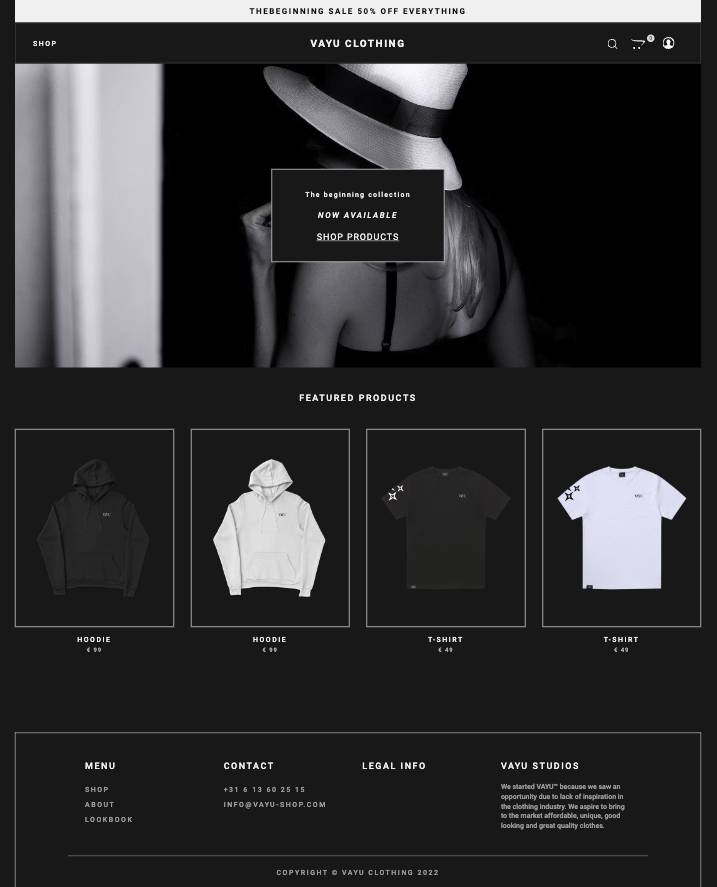 THEBEGINNING SALE 50% OFF EVERYTHING
SHOP
VAYU CLOTHING
0
The beginning collection
NOW AVAILABLE
SHOP PRODUCTS
FEATURED PRODUCTS
HOODIE
€ 99
HOODIE
€ 99
T-SHIRT
€ 49
T-SHIRT
€ 49
MENU
SHOP
ABOUT
LOOKBOOK
CONTACT
+31 6 13 60 25 15
INFO@VAYU-SHOP.COM
LEGAL INFO
VAYU STUDIOS
We started VAYU™ because we saw an
opportunity due to lack of inspiration in
the clothing industry. We aspire to bring
to the market affordable, unique, good
looking and great quality clothes.
COPYRIGHT © VAYU CLOTHING 2022